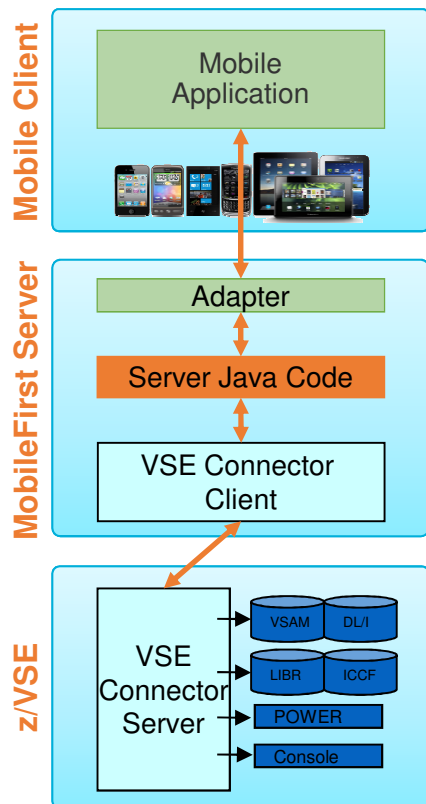 Mobile Client
Mobile
Application
MobileFirst Server
Adapter
Server Java Code
VSE Connector
Client
z/VSE
VSE
Connector
Server
VSAM
DL/I
LIBR
ICCF
POWER
Console